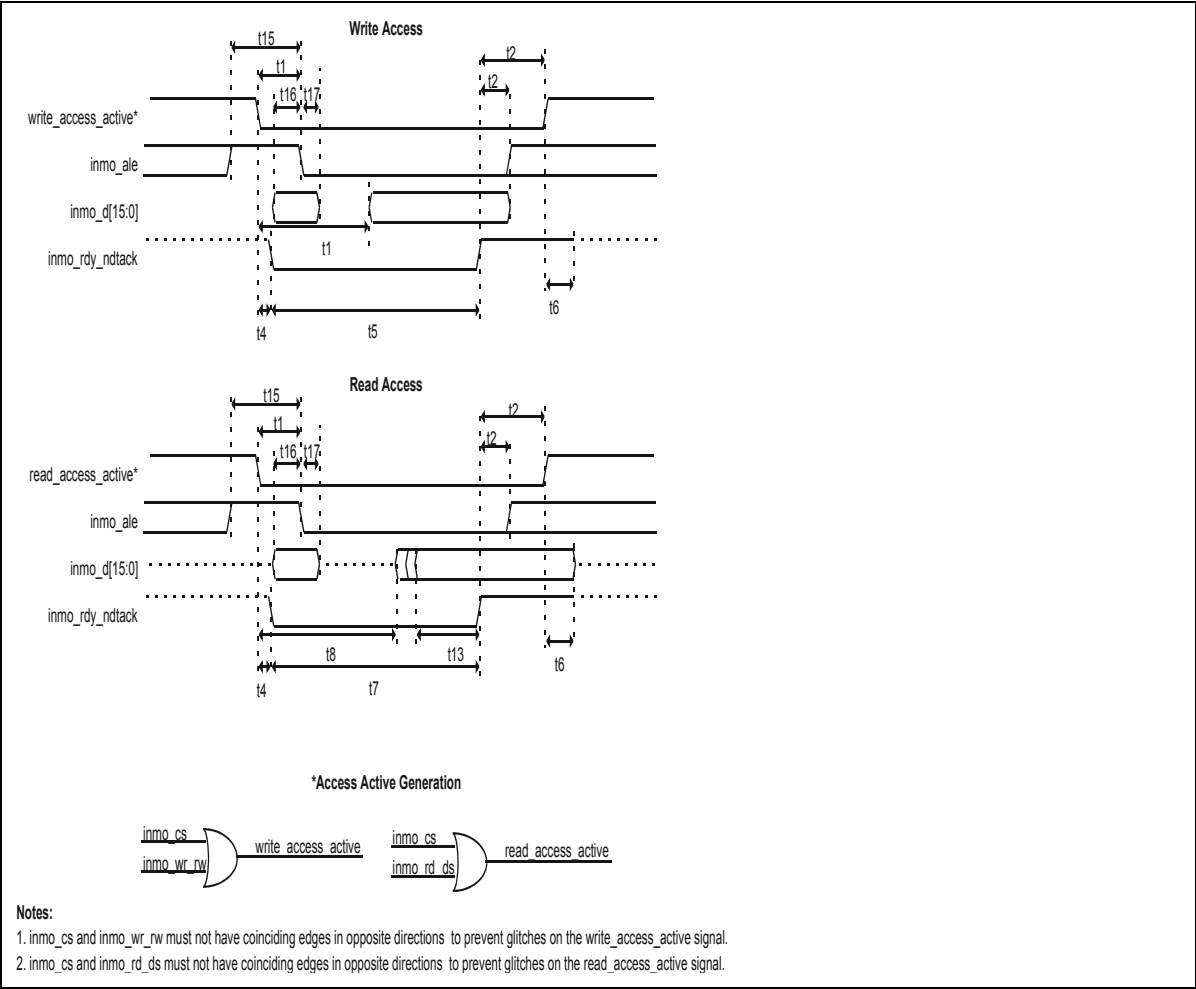 Write Access
t15
t2
t1
t2
t16 t17
write_access_active*
inmo_ale
inmo_d[15:0]
t1
inmo_rdy_ndtack
t6
t4
t5
Read Access
t15
t2
t1
t2
t16 t17
read_access_active*
inmo_ale
inmo_d[15:0]
inmo_rdy_ndtack
t8
t13
t6
t4
t7
*Access Active Generation
inmo_cs
write_access_active
inmo_wr_rw
inmo_cs
read_access_active
inmo_rd_ds
Notes:
1. inmo_cs and inmo_wr_rw must not have coinciding edges in opposite directions to prevent glitches on the write_access_active signal.
2. inmo_cs and inmo_rd_ds must not have coinciding edges in opposite directions to prevent glitches on the read_access_active signal.